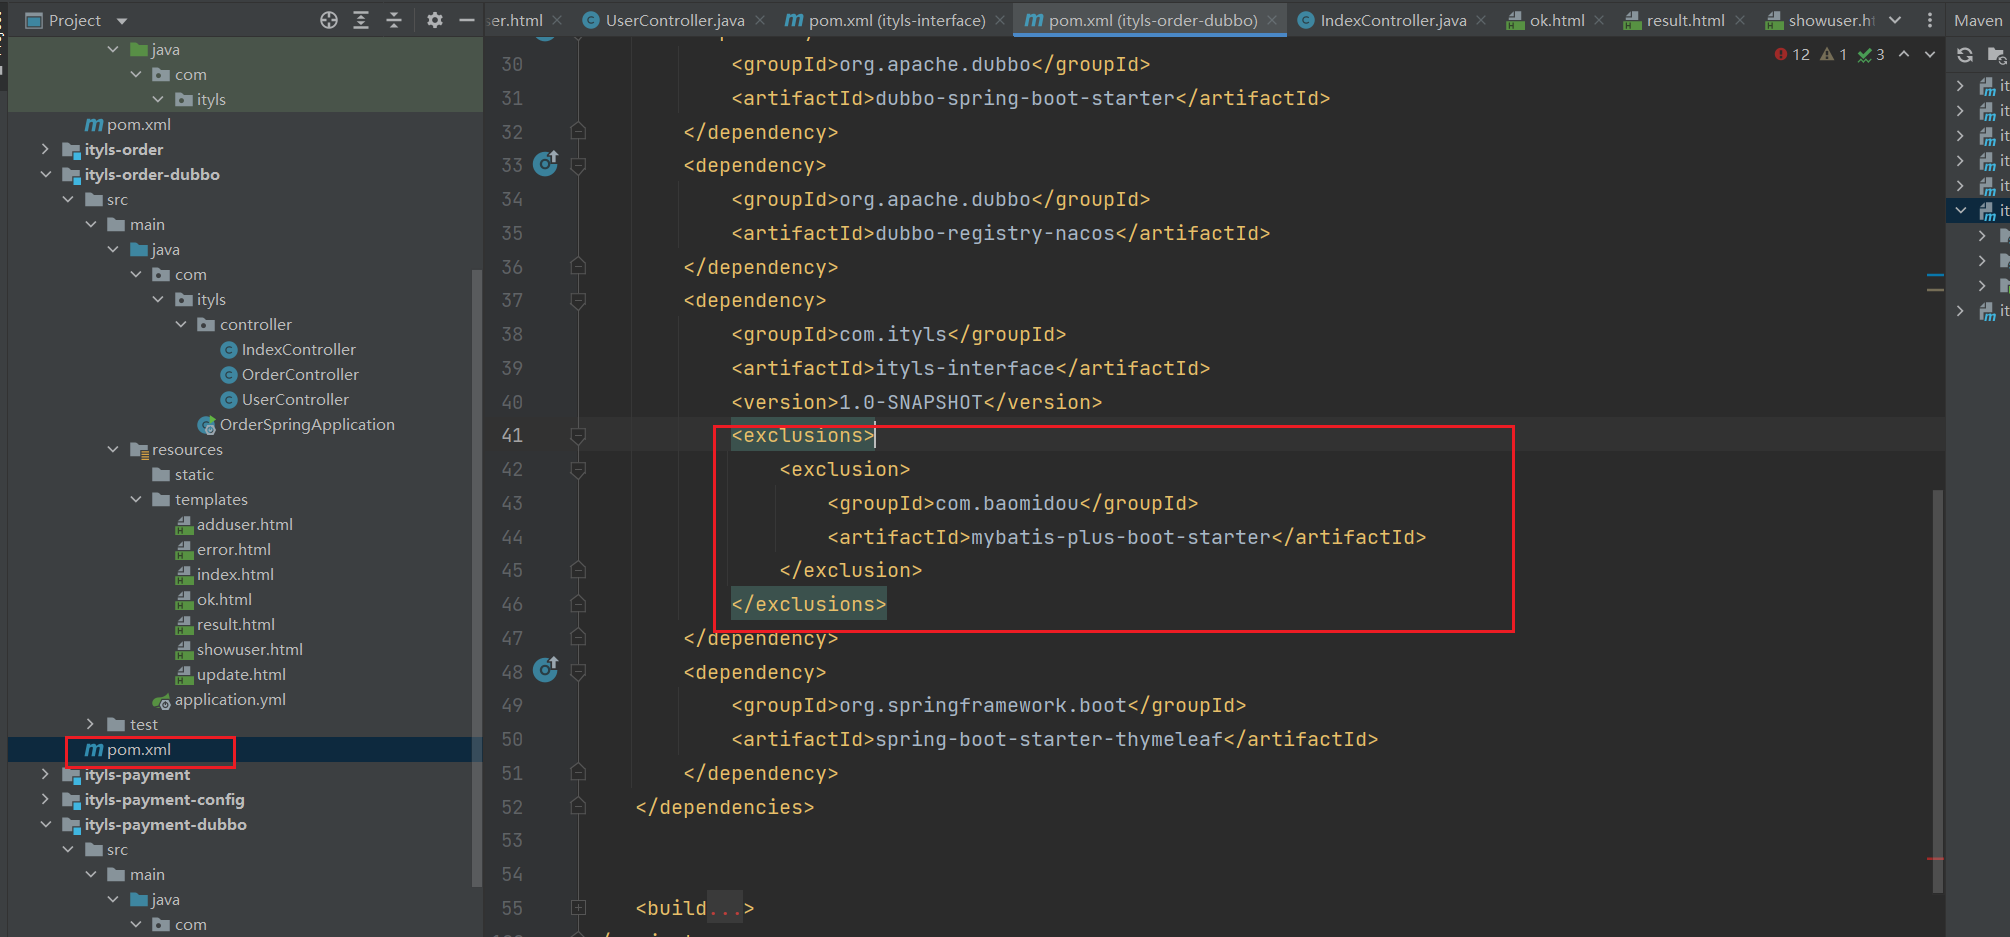 Project
ser.html
UserController.java
pom.xml (ityls-interface)
pom.xml (ityls-order-dubbo)
IndexController.java
ok.html
result.html
showuser.ht
Maven
12 1 3
java
com
ityls
pom.xml
ityls-order
ityls-order-dubbo
src
main
java
com
ityls
controller
IndexController
OrderController
UserController
OrderSpringApplication
resources
static
templates
adduser.html
error.html
index.html
ok.html
result.html
showuser.html
update.html
application.yml
test
pom.xml
ityls-payment
ityls-payment-config
ityls-payment-dubbo
src
main
java
com
30 <groupId>org.apache.dubbo</groupId>
31 <artifactId>dubbo-spring-boot-starter</artifactId>
32 </dependency>
33 <dependency>
34 <groupId>org.apache.dubbo</groupId>
35 <artifactId>dubbo-registry-nacos</artifactId>
36 </dependency>
37 <dependency>
38 <groupId>com.ityls</groupId>
39 <artifactId>ityls-interface</artifactId>
40 <version>1.0-SNAPSHOT</version>
41 <exclusions>
42 <exclusion>
43 <groupId>com.baomidou</groupId>
44 <artifactId>mybatis-plus-boot-starter</artifactId>
45 </exclusion>
46 </exclusions>
47 </dependency>
48 <dependency>
49 <groupId>org.springframework.boot</groupId>
50 <artifactId>spring-boot-starter-thymeleaf</artifactId>
51 </dependency>
52 </dependencies>
53
54
55 <build...>
it
it
it
it
it
it
it